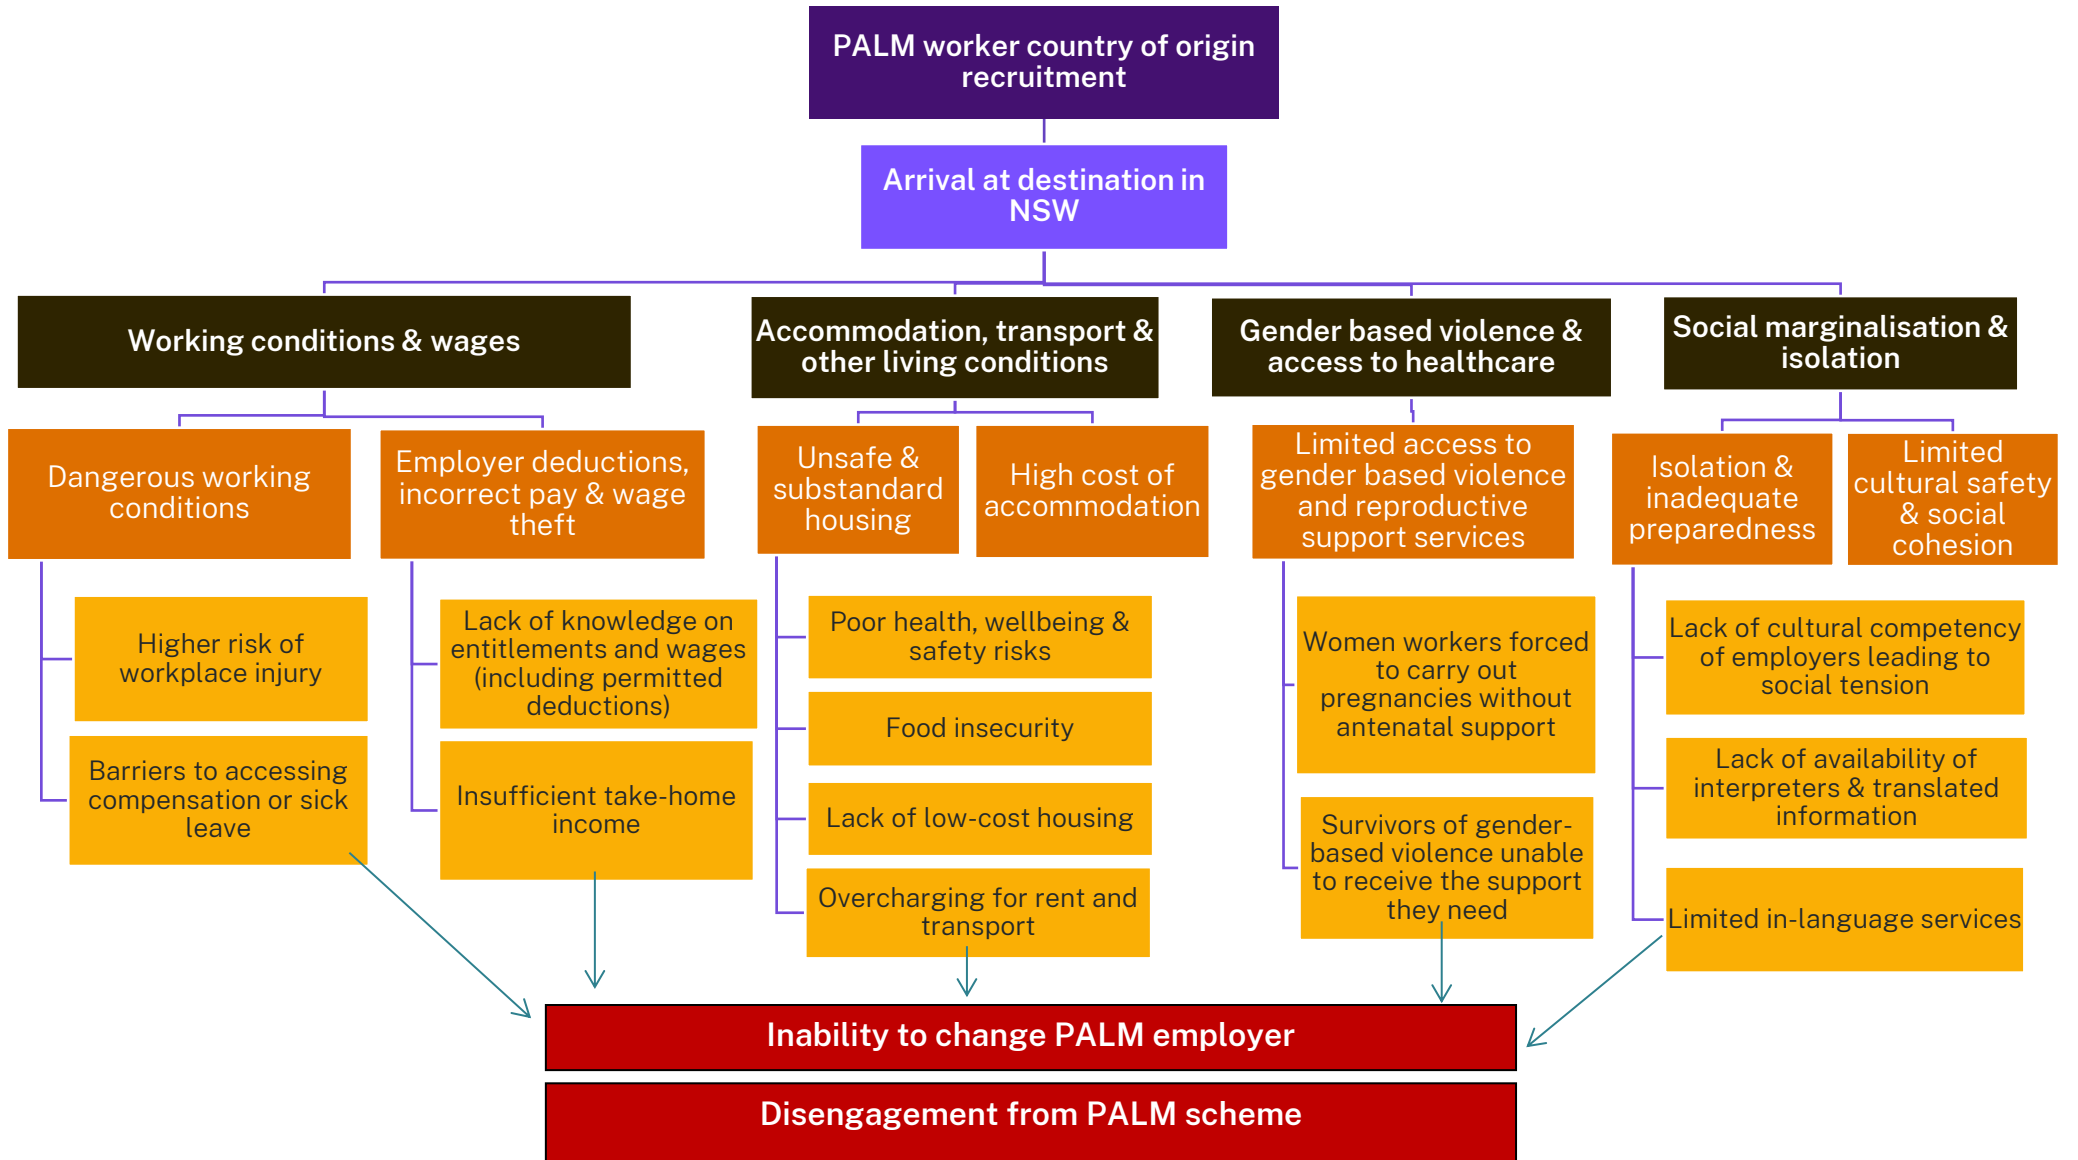 PALM worker country of origin
recruitment
Arrival at destination in
NSW
Working conditions & wages
Accommodation, transport &
other living conditions
Gender based violence &
access to healthcare
Social marginalisation &
isolation
Dangerous working
conditions
Employer deductions,
incorrect pay & wage
theft
Unsafe &
substandard
housing
High cost of
accommodation
Limited access to
gender based violence
and reproductive
support services
Isolation &
inadequate
preparedness
Limited
cultural safety
& social
cohesion
Higher risk of
workplace injury
Barriers to accessing
compensation or sick
leave
Lack of knowledge on
entitlements and wages
(including permitted
deductions)
Insufficient take-home
income
Poor health, wellbeing &
safety risks
Food insecurity
Lack of low-cost housing
Overcharging for rent and
transport
Women workers forced
to carry out
pregnancies without
antenatal support
Survivors of gender-
based violence unable
to receive the support
they need
Lack of cultural competency
of employers leading to
social tension
Lack of availability of
interpreters & translated
information
Limited in-language services
Inability to change PALM employer
Disengagement from PALM scheme